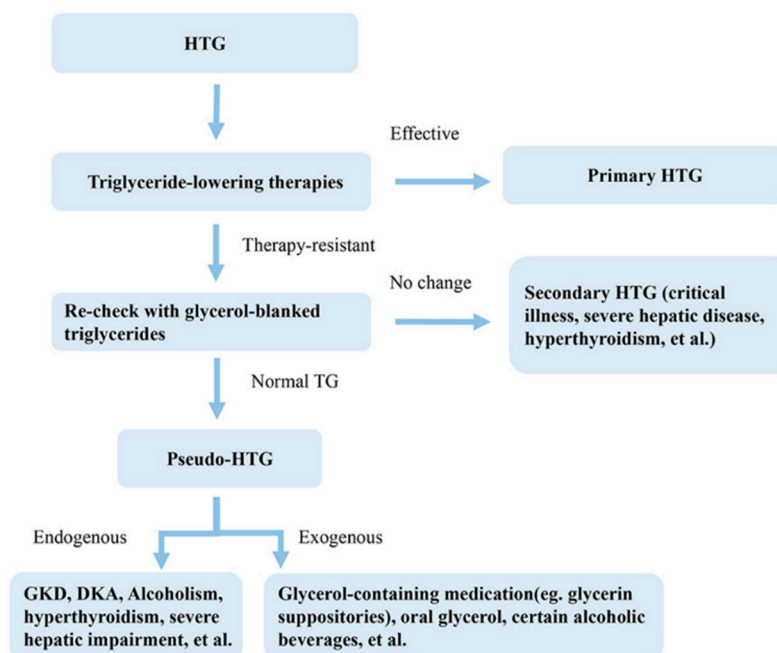 HTG
Effective
Triglyceride-lowering therapies
Primary HTG
Therapy-resistant
No change
Re-check with glycerol-blanked
triglycerides
Secondary HTG (critical
illness, severe hepatic disease,
hyperthyroidism, et al.)
Normal TG
Pseudo-HTG
Endogenous
Exogenous
GKD, DKA, Alcoholism,
hyperthyroidism, severe
hepatic impairment, et al.
Glycerol-containing medication(eg. glycerin
suppositories), oral glycerol, certain alcoholic
beverages, et al.